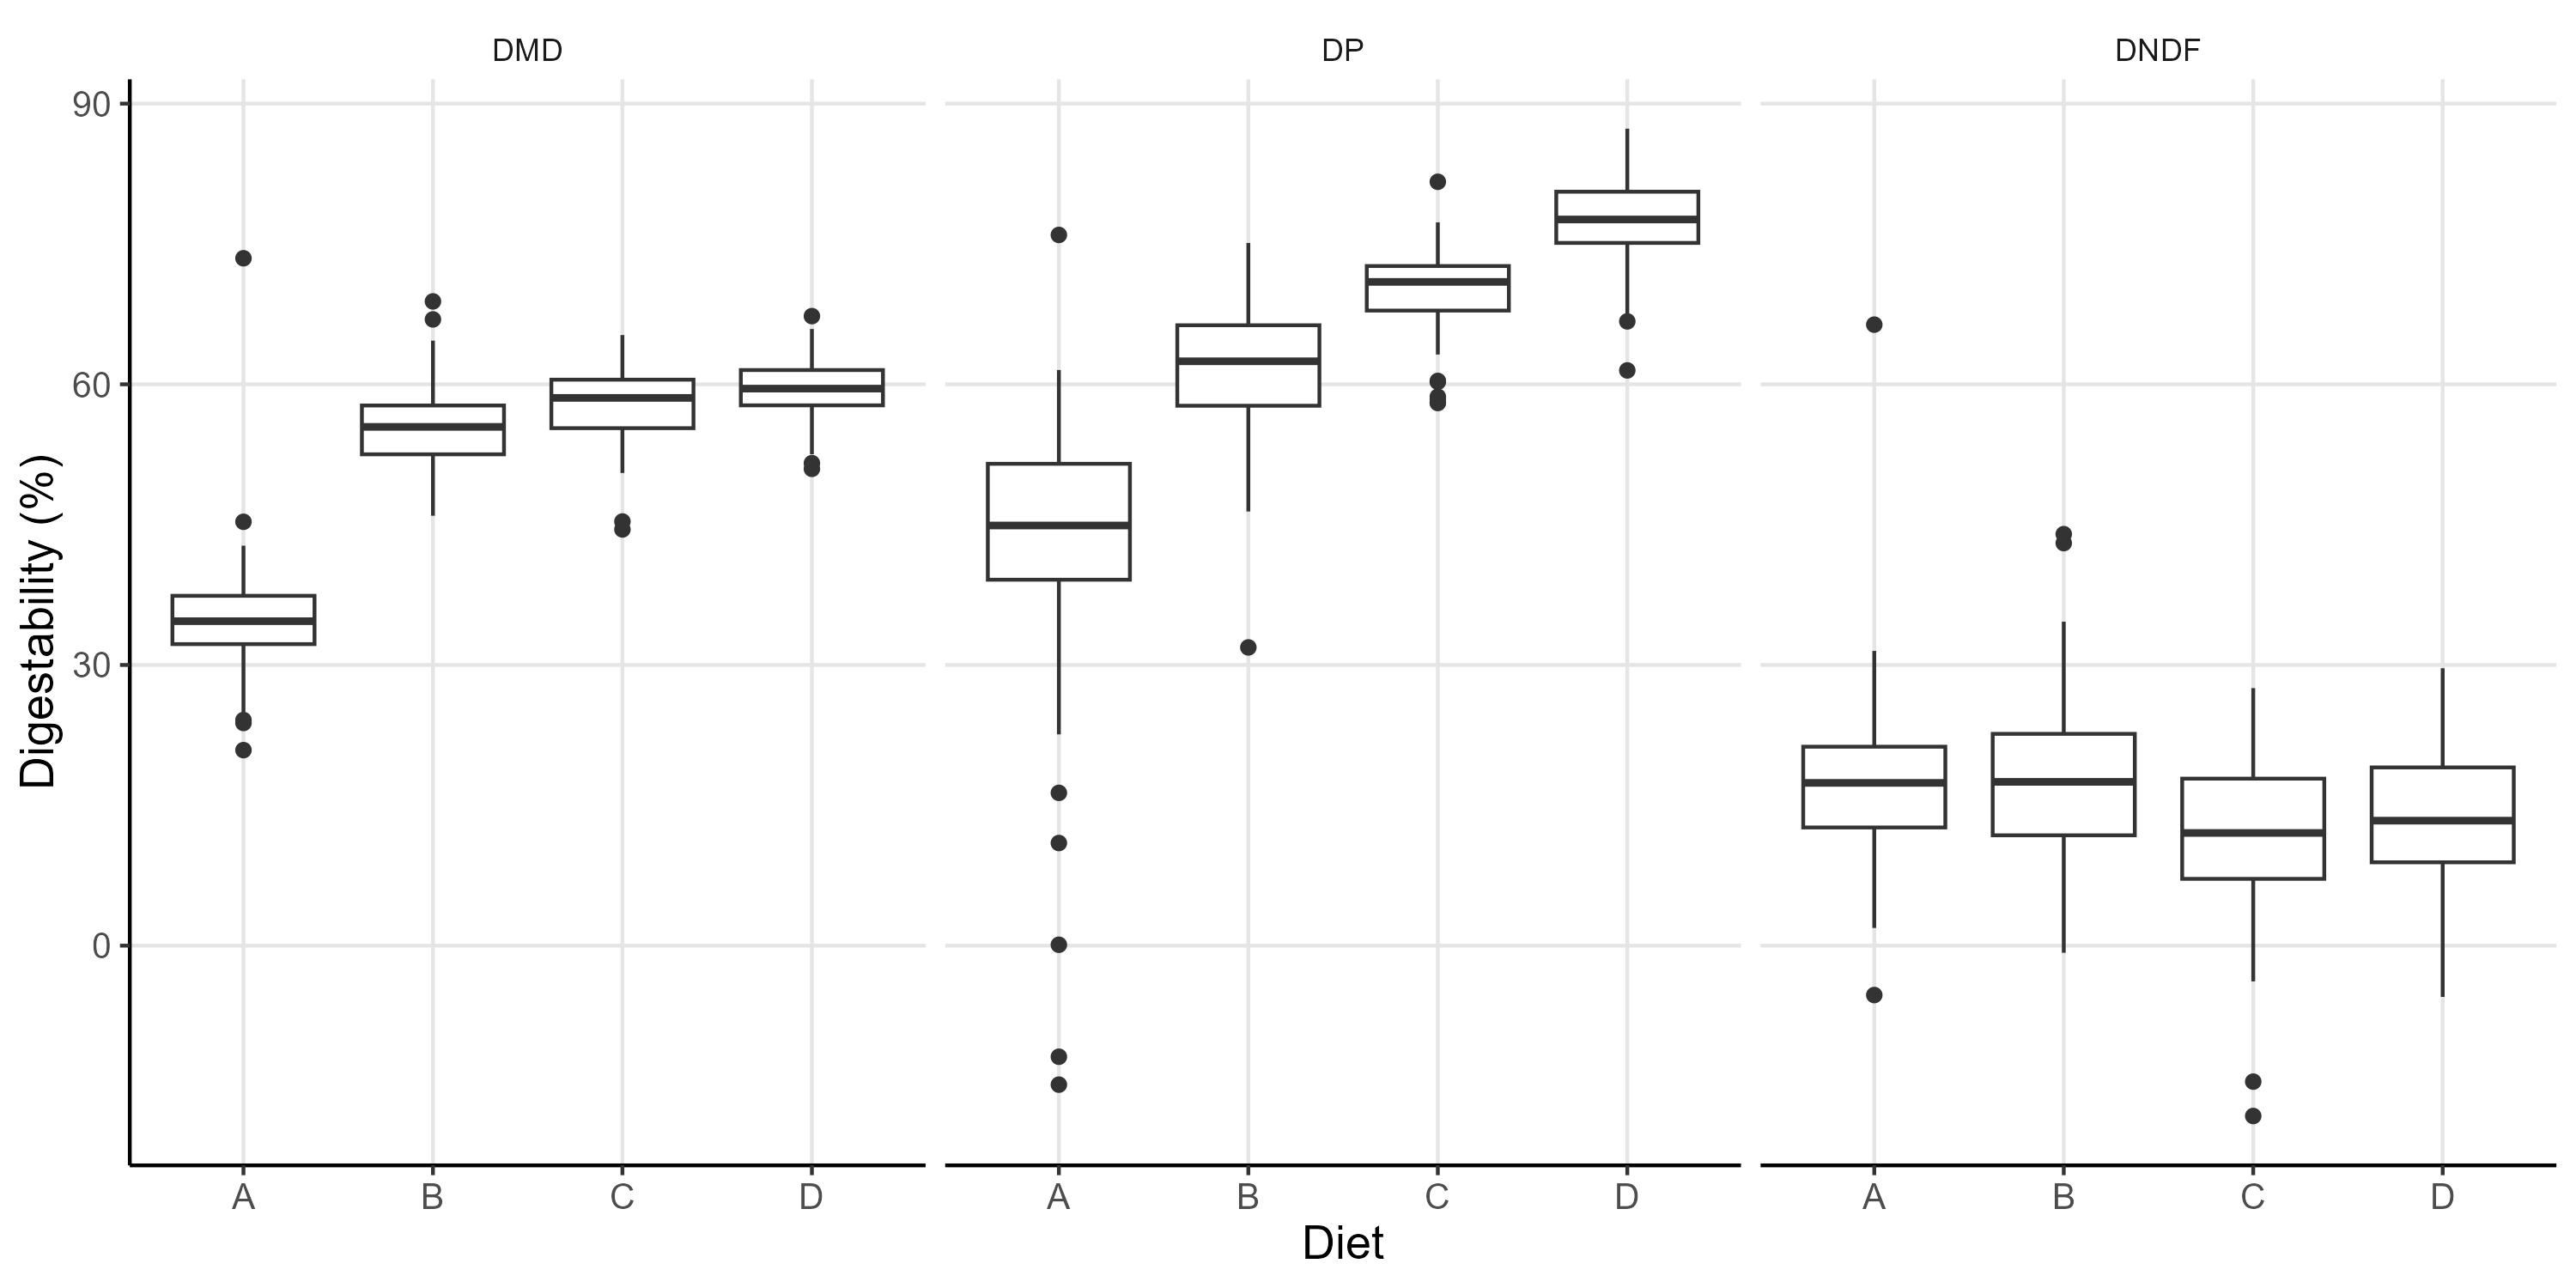 DMD DP DNDF
90
60
30
0
Digestability (%)
A B C D A B C D A B C D
Diet